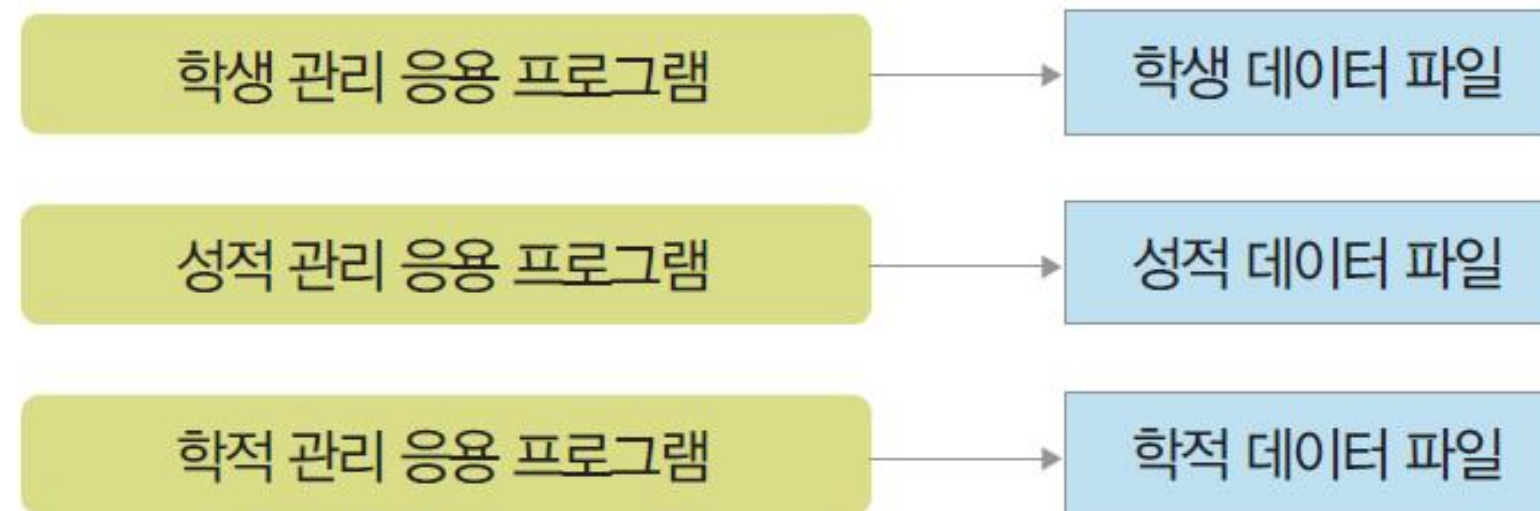 학생 관리 응용 프로그램
학생 데이터 파일
성적 관리 응용 프로그램
성적 데이터 파일
학적 관리 응용 프로그램
학적 데이터 파일